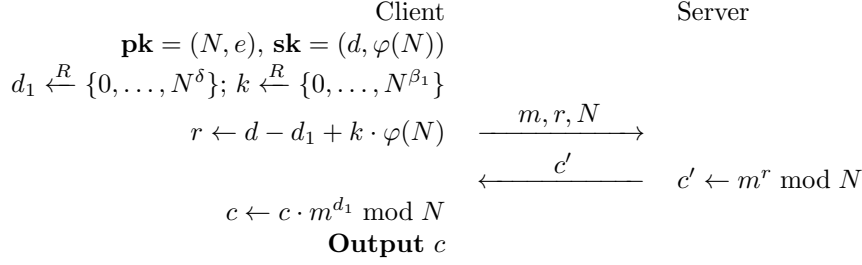 Client Server
pk = (N, e), sk = (d, φ(N))
d₁ ←ᴿ {0, …, N^δ}; k ←ᴿ {0, …, N^{β₁}}
r ← d − d₁ + k · φ(N) m, r, N
c′ c′ ← m^r mod N
c ← c · m^{d₁} mod N
Output c